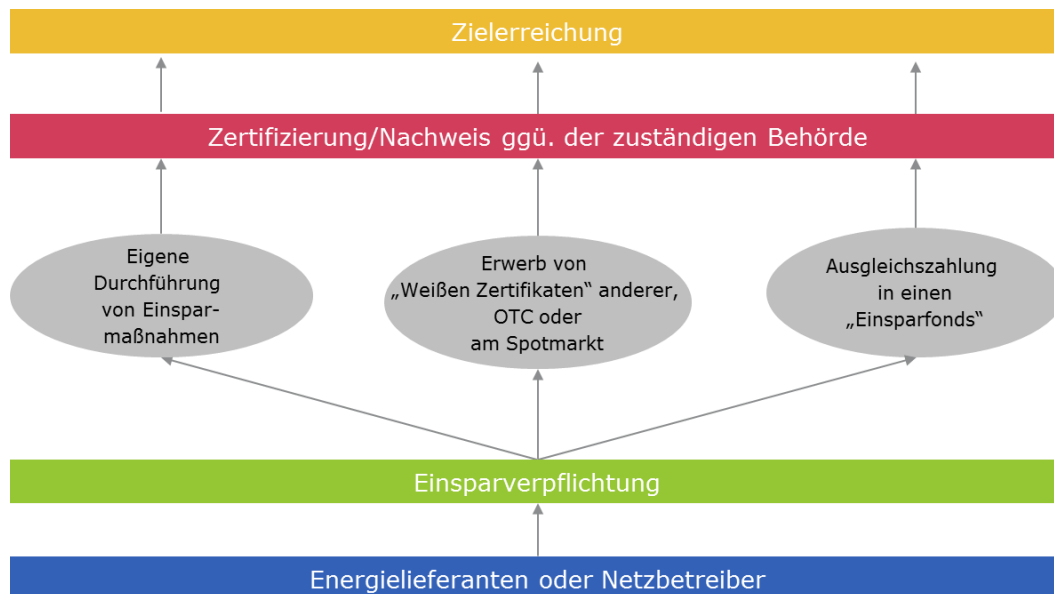 Zielerreichung
Zertifizierung/Nachweis ggü. der zuständigen Behörde
Eigene
Durchführung
von Einspar-
maßnahmen
Erwerb von
„Weißen Zertifikaten“ anderer,
OTC oder
am Spotmarkt
Ausgleichszahlung
in einen
„Einsparfonds“
Einsparverpflichtung
Energielieferanten oder Netzbetreiber